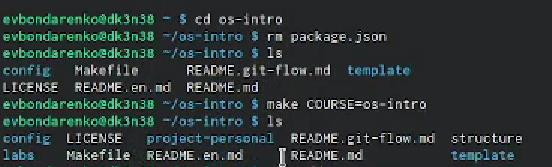 evbondarenko@dk3n38 ~ $ cd os-intro
evbondarenko@dk3n38 ~/os-intro $ rm package.json
evbondarenko@dk3n38 ~/os-intro $ ls
config Makefile README.git-flow.md template
LICENSE README.en.md README.md
evbondarenko@dk3n38 ~/os-intro $ make COURSE=os-intro
evbondarenko@dk3n38 ~/os-intro $ ls
config LICENSE project-personal README.git-flow.md structure
labs Makefile README.en.md README.md template